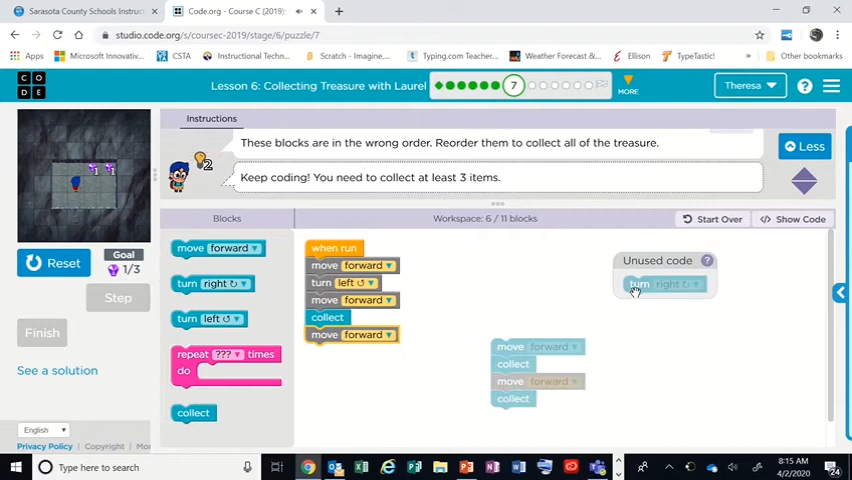 Sarasota County Schools Instruct
Code.org - Course C (2019)
studio.code.org/s/coursec-2019/stage/6/puzzle/7
Apps
Microsoft Innovativ...
CSTA
Instructional Techn...
Scratch - Imagine,...
Typing.com Teacher...
Weather Forecast &...
Ellison
TypeTastic!
Other bookmarks
C O
D E
Lesson 6: Collecting Treasure with Laurel
7
MORE
Theresa
?
Instructions
These blocks are in the wrong order. Reorder them to collect all of the treasure.
2
Keep coding! You need to collect at least 3 items.
Less
1 1
Blocks
Workspace: 6 / 11 blocks
Start Over
Show Code
Reset
Goal
1/3
Step
Finish
See a solution
English
Privacy Policy | Copyright | More
move forward
turn right ↻
turn left ↺
repeat ??? times
do
collect
when run
move forward
turn left ↺
move forward
collect
move forward
Unused code ?
turn right ↻
move forward
collect
move forward
collect
Type here to search
8:15 AM
4/2/2020
24